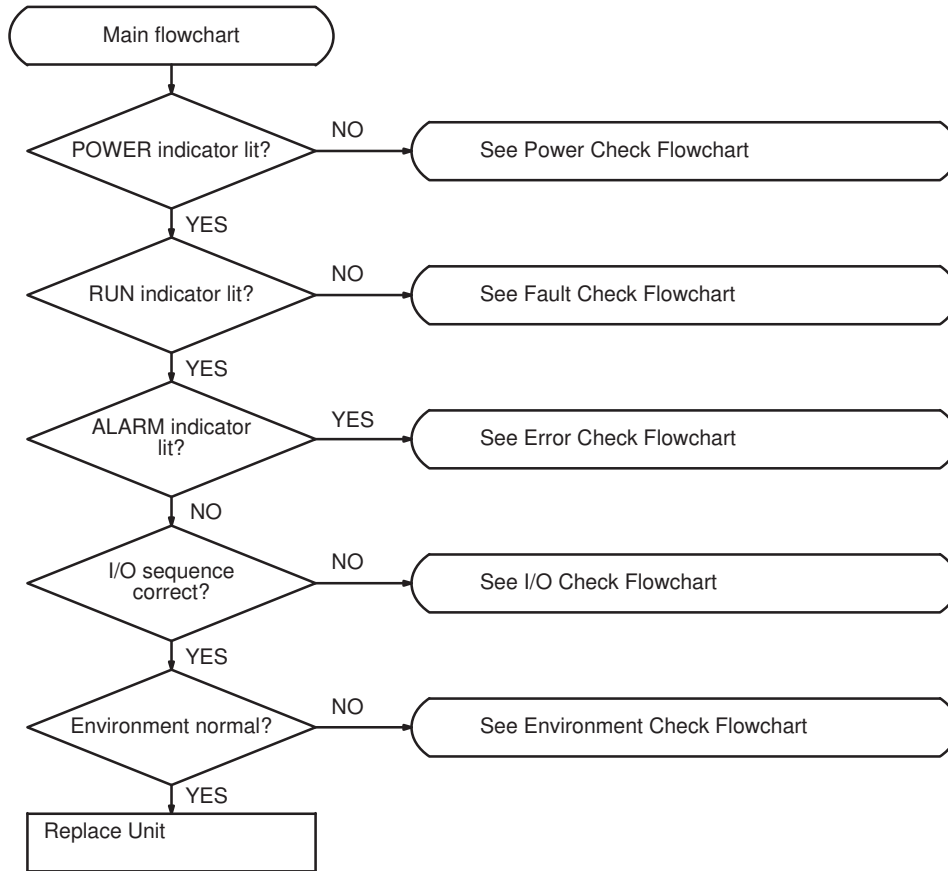 Main flowchart
POWER indicator lit?
NO
See Power Check Flowchart
YES
RUN indicator lit?
NO
See Fault Check Flowchart
YES
ALARM indicator
lit?
YES
See Error Check Flowchart
NO
I/O sequence
correct?
NO
See I/O Check Flowchart
YES
Environment normal?
NO
See Environment Check Flowchart
YES
Replace Unit